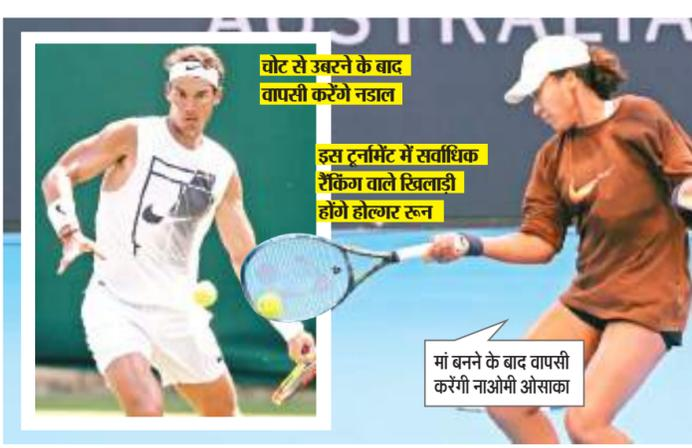 AUSTRALIA
चोट से उबरने के बाद
वापसी करेंगे नडाल
इस टूर्नामेंट में सर्वाधिक
रैंकिंग वाले खिलाड़ी
होंगे होल्गर रून
मां बनने के बाद वापसी
करेंगी नाओमी ओसाका